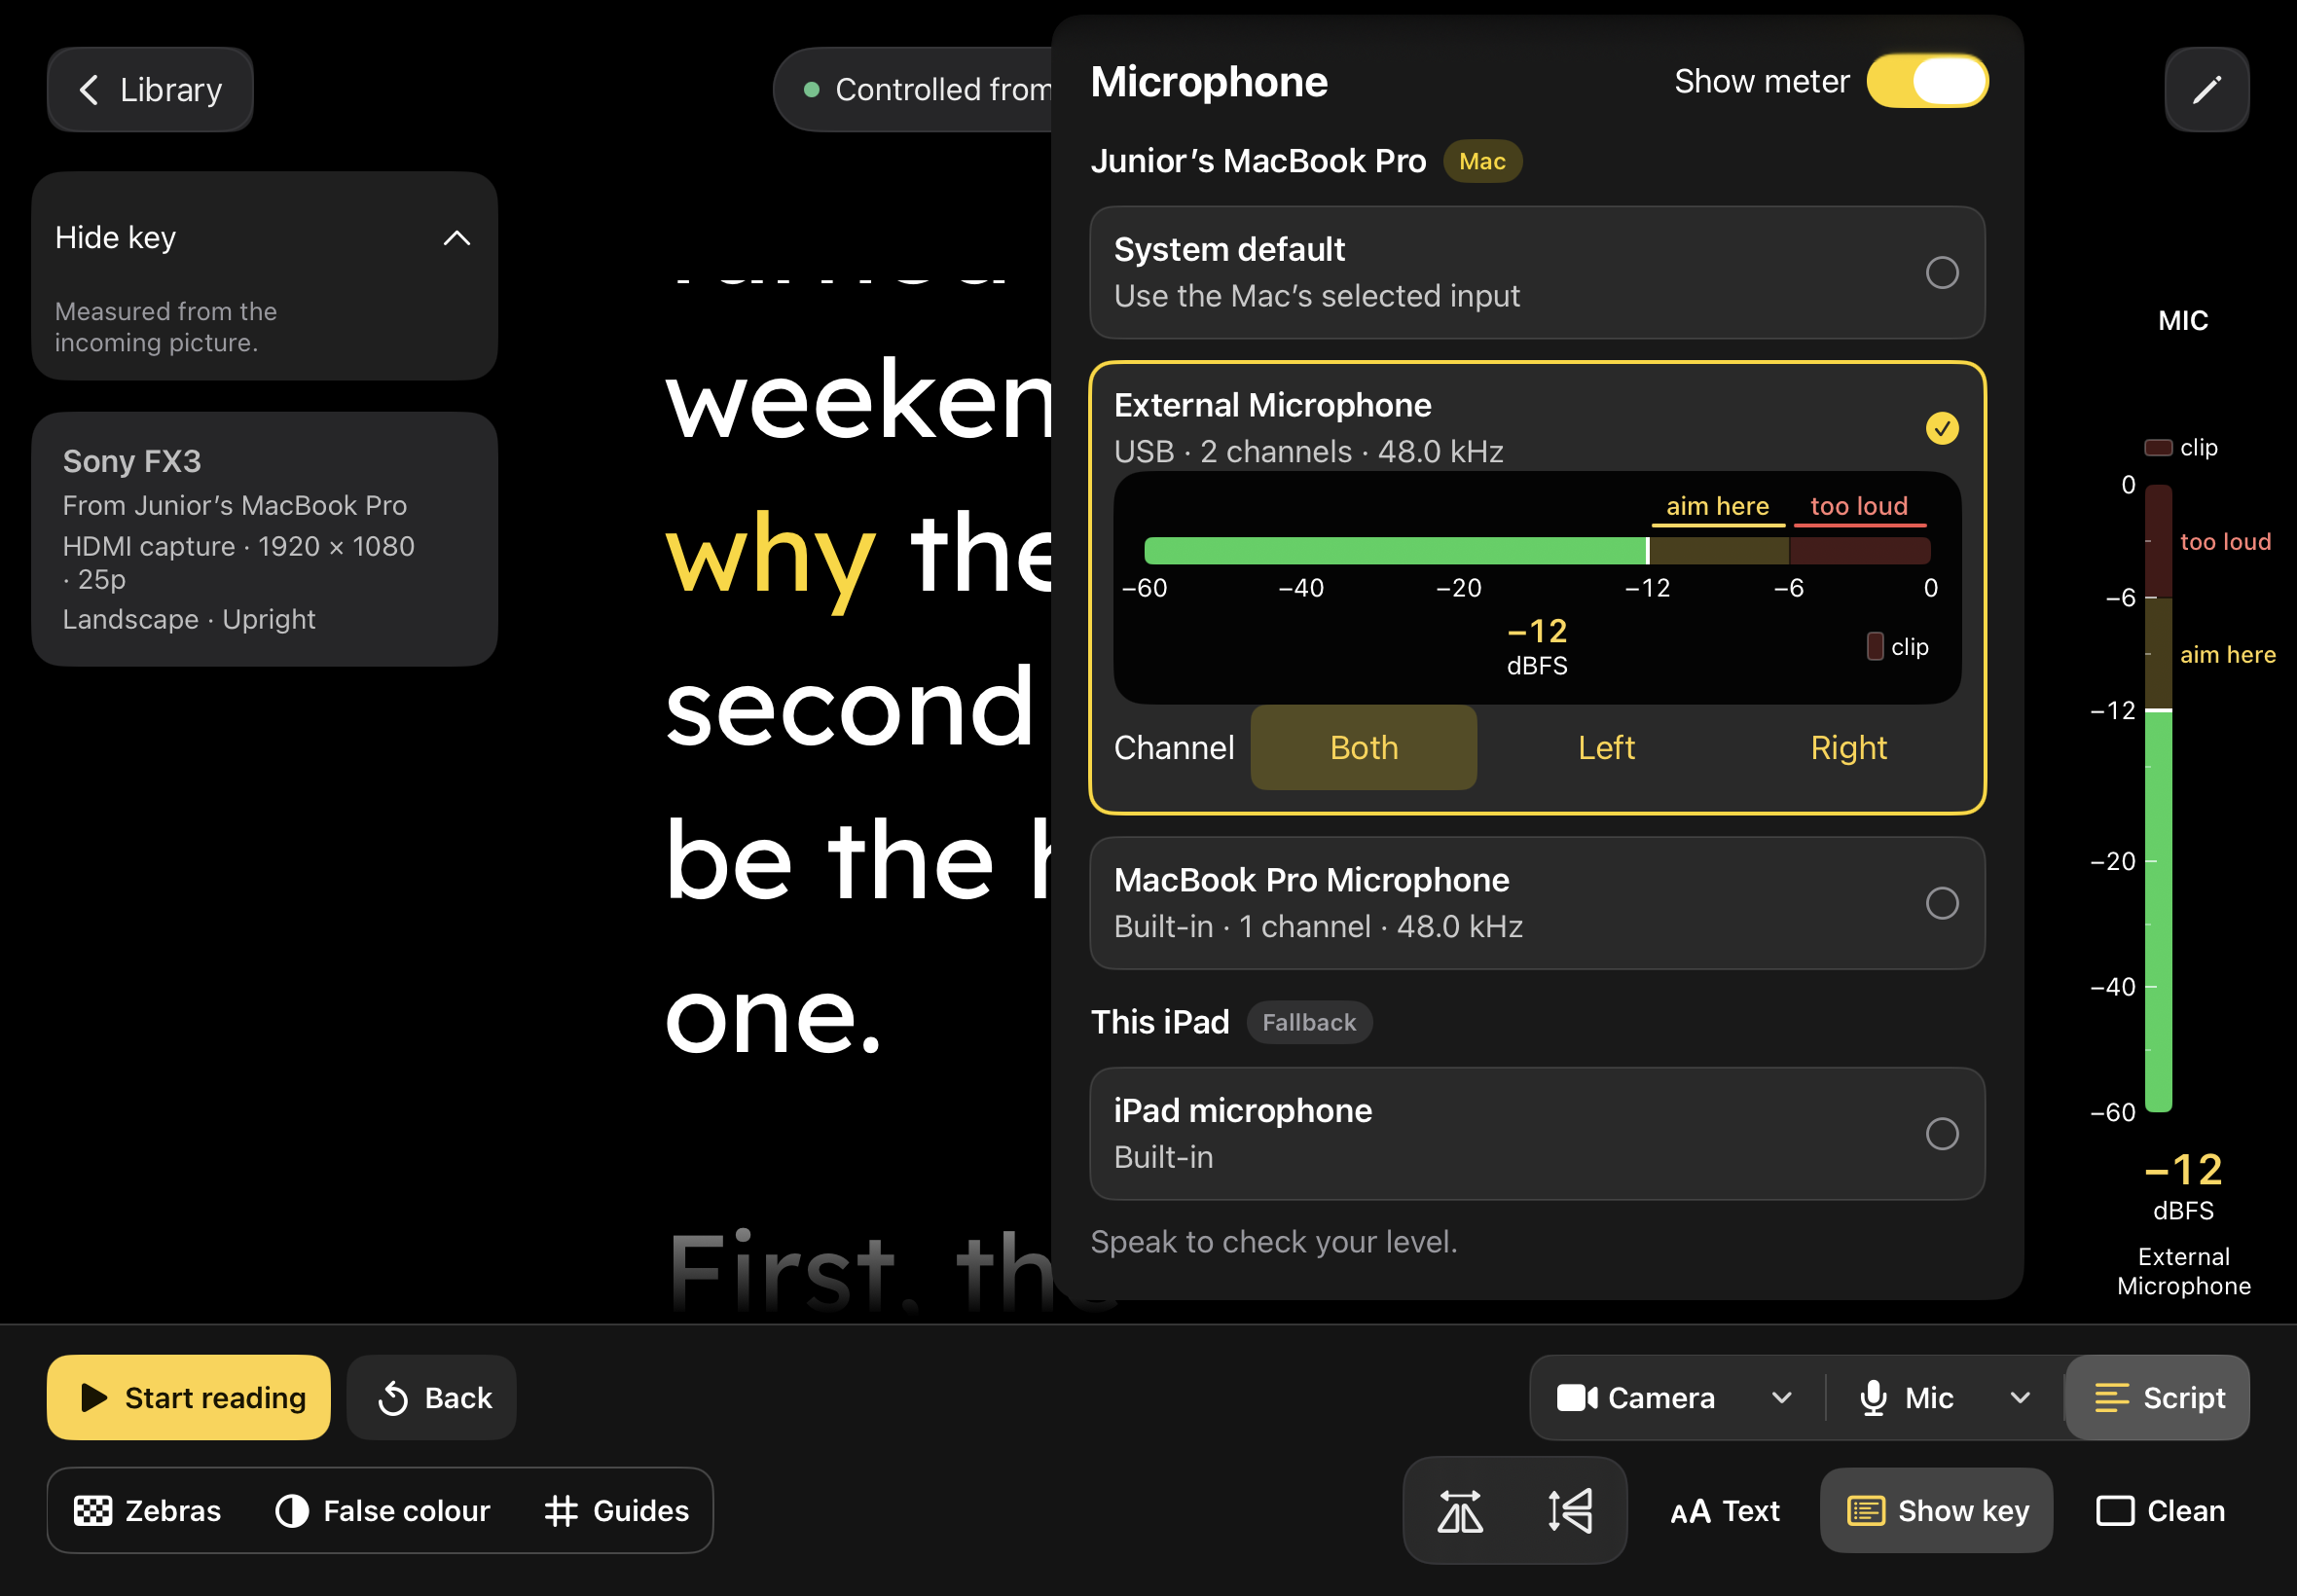 Library
Controlled from
Hide key
Measured from the
incoming picture.
Sony FX3
From Junior’s MacBook Pro
HDMI capture · 1920 × 1080
· 25p
Landscape · Upright
weeken
why the
second
be the h
one.
First, the
Microphone
Show meter
Junior’s MacBook Pro
Mac
System default
Use the Mac’s selected input
External Microphone
USB · 2 channels · 48.0 kHz
aim here
too loud
−60 −40 −20 −12 −6 0
−12
dBFS
clip
Channel Both Left Right
MacBook Pro Microphone
Built-in · 1 channel · 48.0 kHz
This iPad
Fallback
iPad microphone
Built-in
Speak to check your level.
MIC
clip
0
too loud
−6
aim here
−12
−20
−40
−60
−12
dBFS
External
Microphone
Start reading
Back
Camera
Mic
Script
Zebras
False colour
Guides
AA Text
Show key
Clean